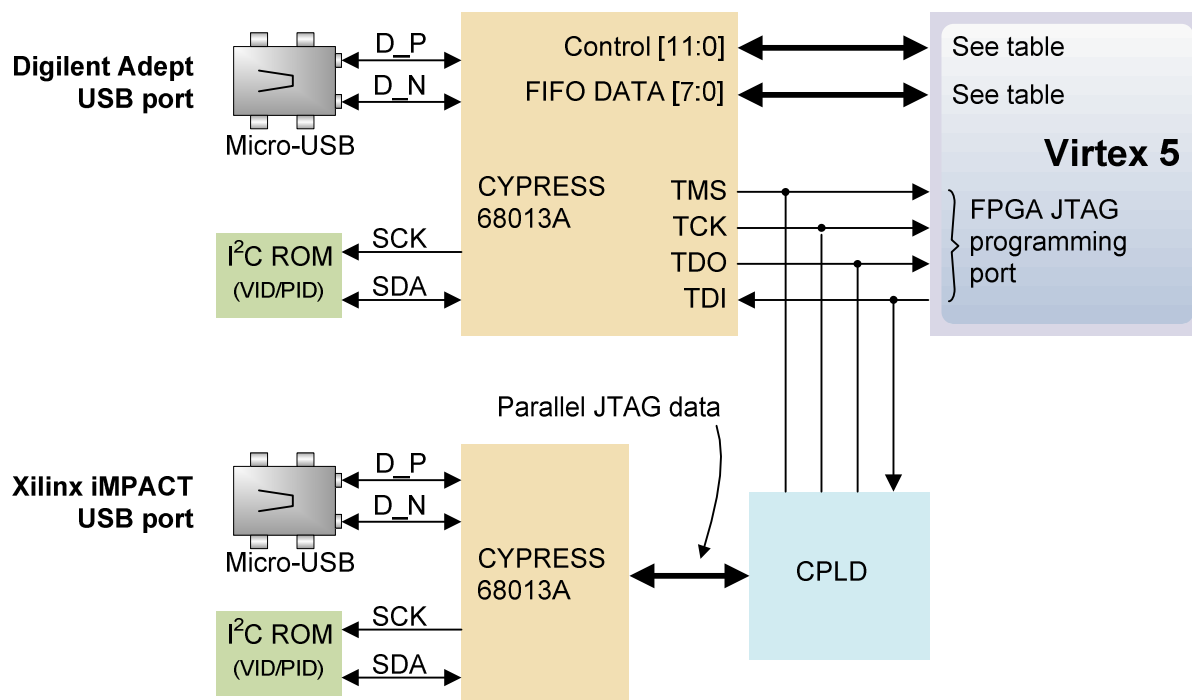 Digilent Adept
USB port
Micro-USB
D_P
D_N
I²C ROM
(VID/PID)
SCK
SDA
CYPRESS
68013A
Control [11:0]
FIFO DATA [7:0]
TMS
TCK
TDO
TDI
See table
See table
Virtex 5
FPGA JTAG
programming
port
Parallel JTAG data
Xilinx iMPACT
USB port
Micro-USB
D_P
D_N
I²C ROM
(VID/PID)
SCK
SDA
CYPRESS
68013A
CPLD